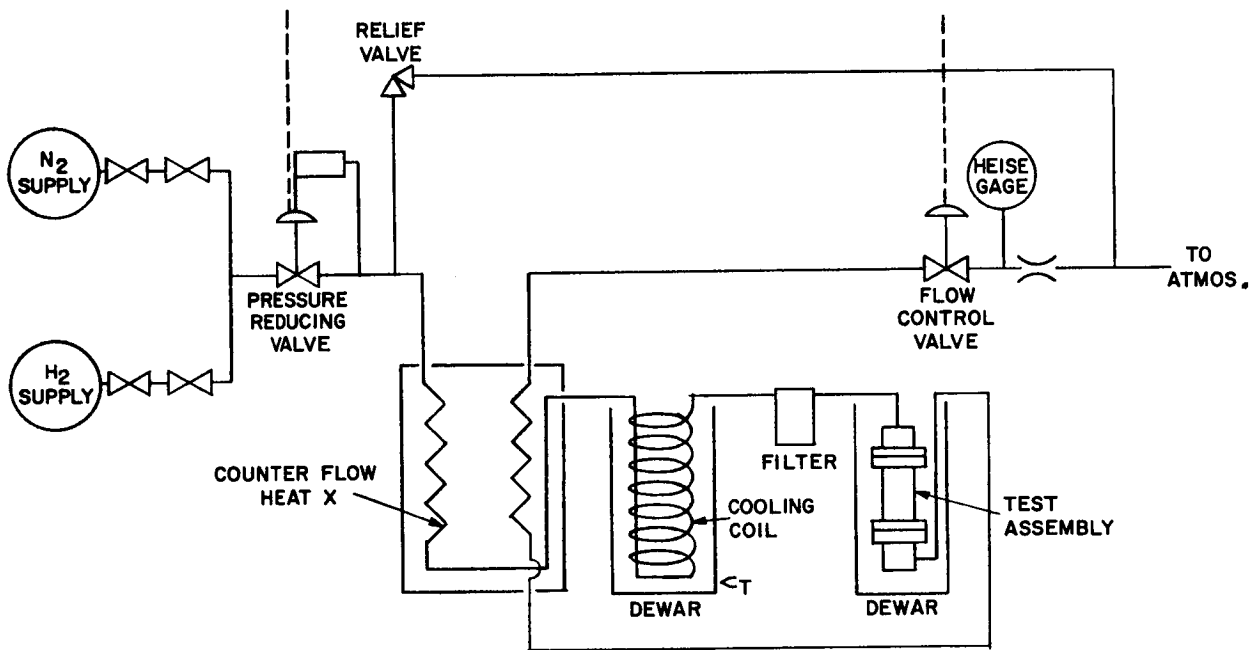 RELIEF
VALVE
N2
SUPPLY
HEISE
GAGE
PRESSURE
REDUCING
VALVE
FLOW
CONTROL
VALVE
TO
ATMOS.
H2
SUPPLY
COUNTER FLOW
HEAT X
FILTER
COOLING
COIL
TEST
ASSEMBLY
<T
DEWAR
DEWAR